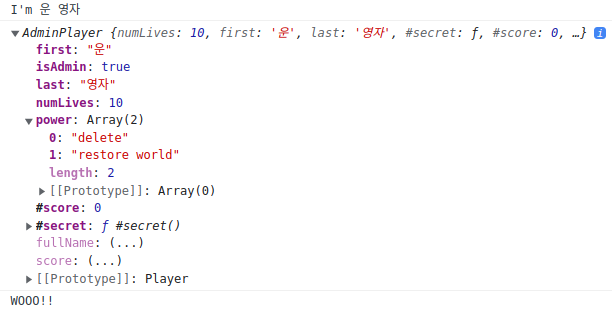 I'm 운 영자
AdminPlayer {numLives: 10, first: '운', last: '영자', #secret: ƒ, #score: 0, …} i
first: "운"
isAdmin: true
last: "영자"
numLives: 10
power: Array(2)
0: "delete"
1: "restore world"
length: 2
[[Prototype]]: Array(0)
#score: 0
#secret: ƒ #secret()
fullName: (...)
score: (...)
[[Prototype]]: Player
WOOO!!